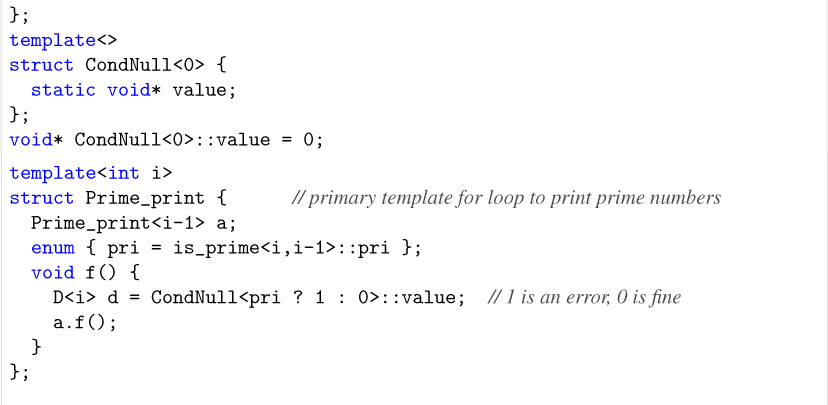 };
template<>
struct CondNull<0> {
  static void* value;
};
void* CondNull<0>::value = 0;
template<int i>
struct Prime_print {      // primary template for loop to print prime numbers
  Prime_print<i-1> a;
  enum { pri = is_prime<i,i-1>::pri };
  void f() {
    D<i> d = CondNull<pri ? 1 : 0>::value;  // 1 is an error, 0 is fine
    a.f();
  }
};